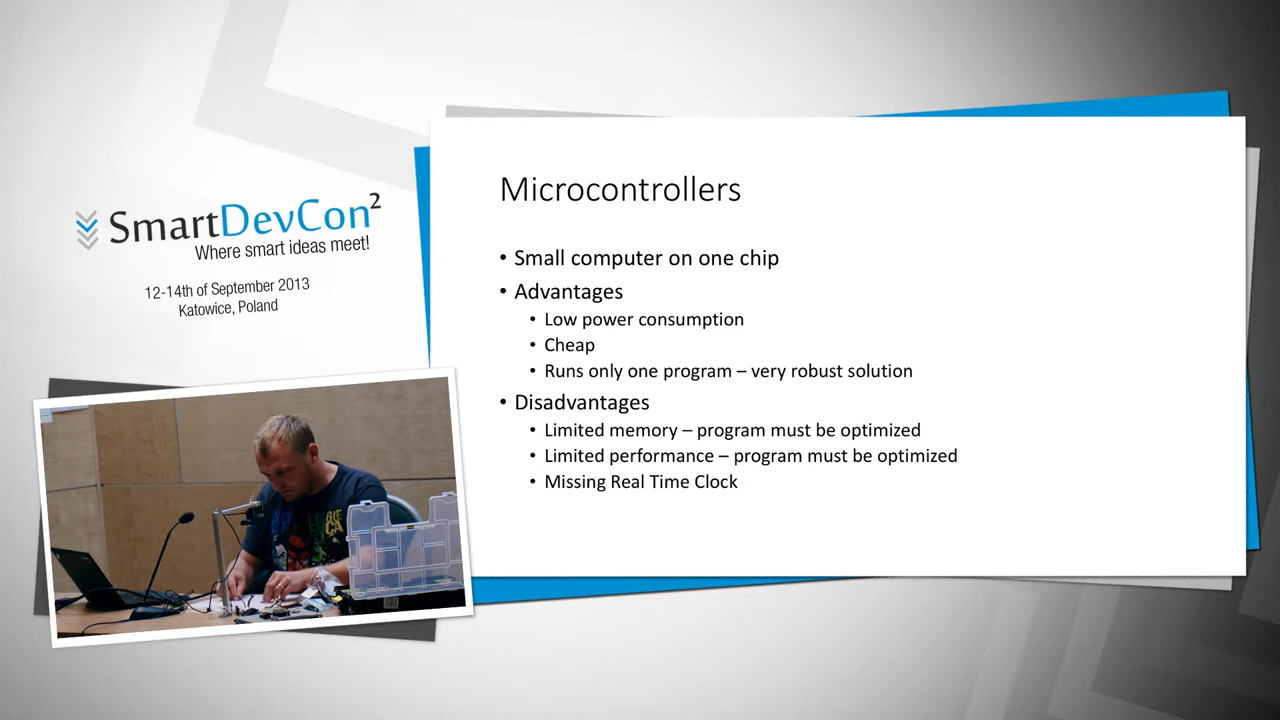 SmartDevCon²
Where smart ideas meet!
12-14th of September 2013
Katowice, Poland
Microcontrollers
• Small computer on one chip
• Advantages
• Low power consumption
• Cheap
• Runs only one program – very robust solution
• Disadvantages
• Limited memory – program must be optimized
• Limited performance – program must be optimized
• Missing Real Time Clock